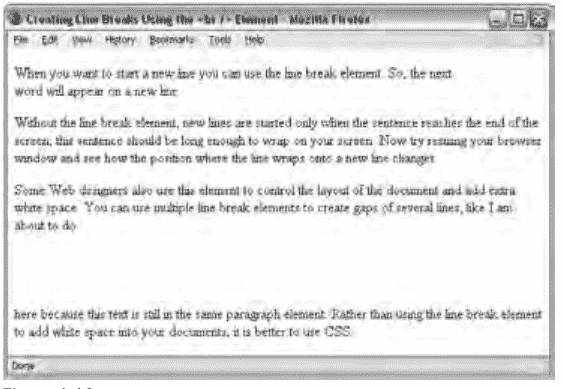 Creating Line Breaks Using the <br /> Element - Mozilla Firefox
File Edit View History Bookmarks Tools Help
When you want to start a new line you can use the line break element. So, the next
word will appear on a new line.
Without the line break element, new lines are started only when the sentence reaches the end of the
screen; this sentence should be long enough to wrap on your screen. Now try resizing your browser
window and see how the position where the line wraps onto a new line changes.
Some Web designers also use this element to control the layout of the document and add extra
white space. You can use multiple line break elements to create gaps of several lines, like I am
about to do
here because this text is still in the same paragraph element. Rather than using the line break element
to add white space into your documents, it is better to use CSS.
Done